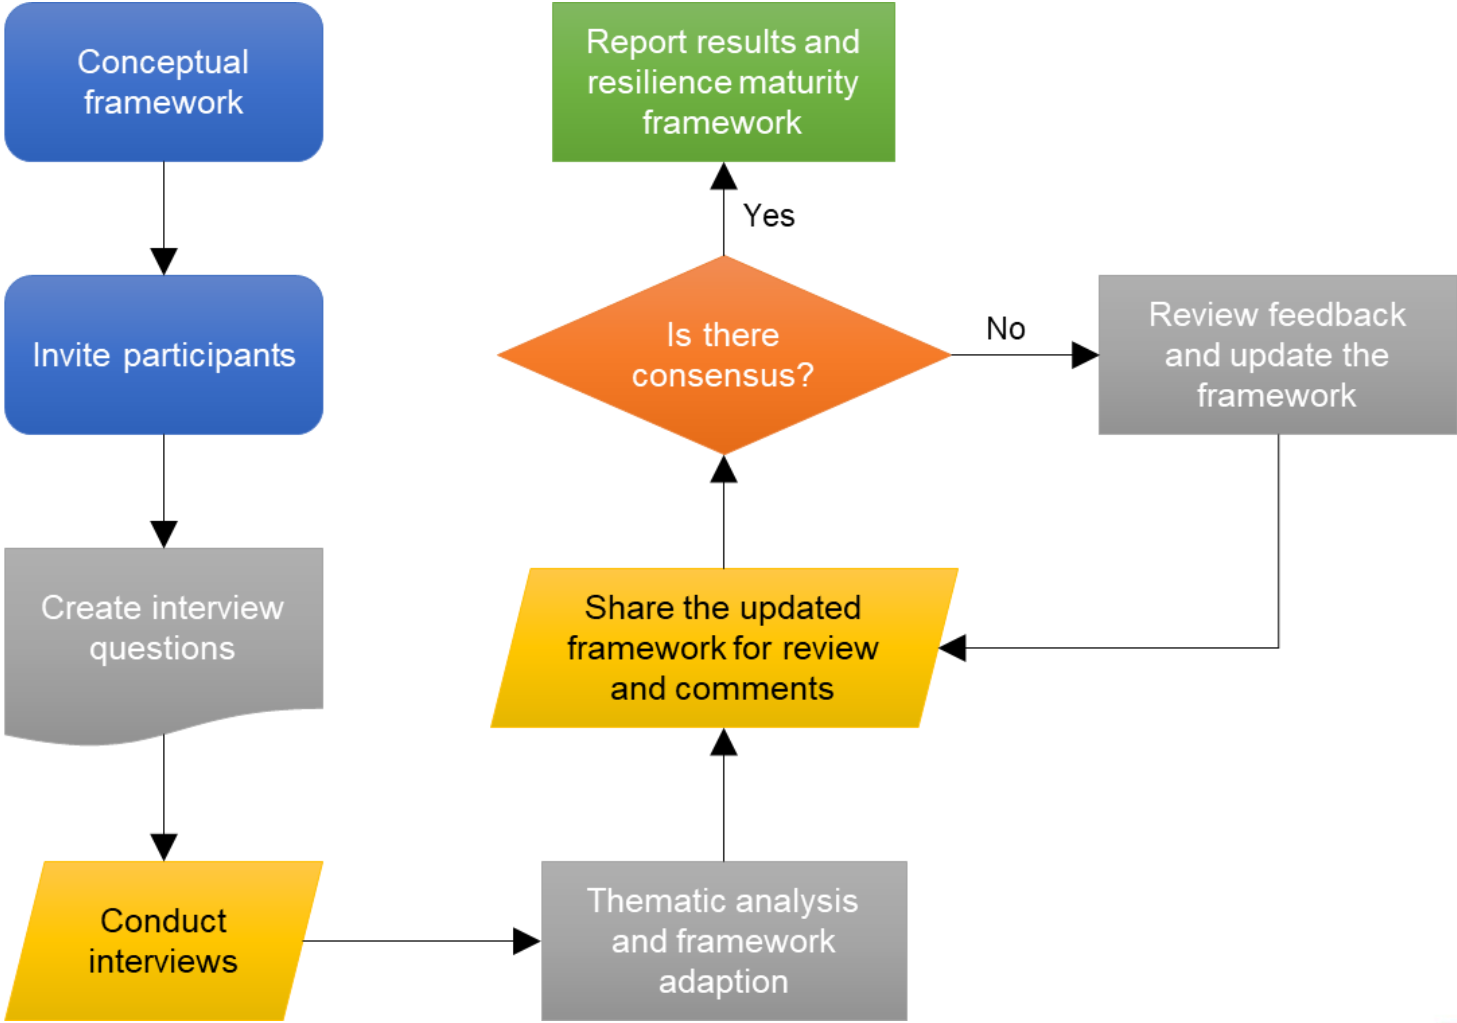 Conceptual
framework
Invite participants
Create interview
questions
Conduct
interviews
Thematic analysis
and framework
adaption
Share the updated
framework for review
and comments
Is there
consensus?
Yes
No
Report results and
resilience maturity
framework
Review feedback
and update the
framework